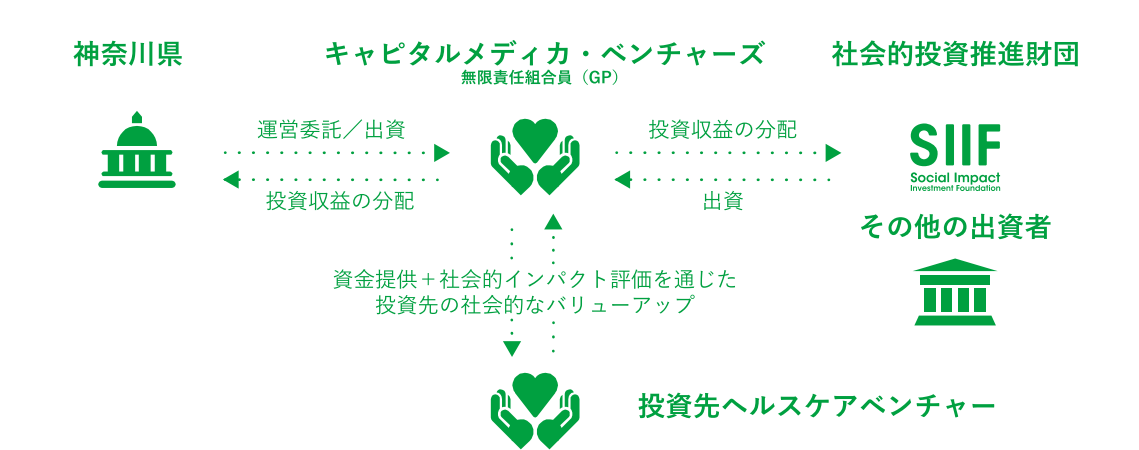 神奈川県
キャピタルメディカ・ベンチャーズ
無限責任組合員（GP）
社会的投資推進財団
運営委託／出資
投資収益の分配
投資収益の分配
出資
SIIF
Social Impact
Investment Foundation
その他の出資者
資金提供＋社会的インパクト評価を通じた
投資先の社会的なバリューアップ
投資先ヘルスケアベンチャー